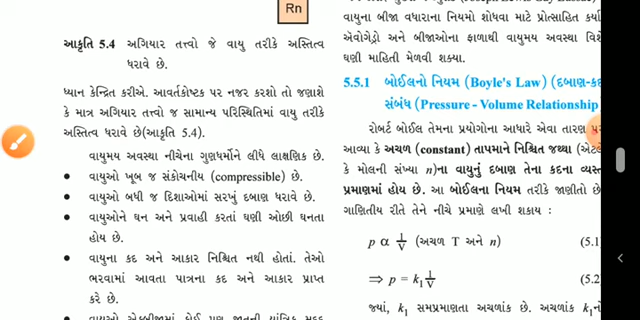 Rn
આકૃતિ 5.4 અગિયાર તત્ત્વો જે વાયુ તરીકે અસ્તિત્વ
ધરાવે છે.
ધ્યાન કેન્દ્રિત કરીએ. આવર્તકોષ્ટક પર નજર કરશો તો જણાશે
કે માત્ર અગિયાર તત્ત્વો જ સામાન્ય પરિસ્થિતિમાં વાયુ તરીકે
અસ્તિત્વ ધરાવે છે(આકૃતિ 5.4).
વાયુમય અવસ્થા નીચેના ગુણધર્મોને લીધે લાક્ષણિક છે.
• વાયુઓ ખૂબ જ સંકોચનીય (compressible) છે.
• વાયુઓ બધી જ દિશાઓમાં સરખું દબાણ ધરાવે છે.
• વાયુઓને ઘન અને પ્રવાહી કરતાં ઘણી ઓછી ઘનતા
હોય છે.
• વાયુના કદ અને આકાર નિશ્ચિત નથી હોતાં. તેઓ
ભરવામાં આવતા પાત્રના કદ અને આકાર પ્રાપ્ત
કરે છે.
વાયુના બીજા વધારાના નિયમો શોધવા માટે પ્રોત્સાહિત કર્યા
ઍવોગેડ્રો અને બીજાઓના ફાળાથી વાયુમય અવસ્થા વિશે
ઘણી માહિતી મેળવી શક્યા.
5.5.1 બોઈલનો નિયમ (Boyle's Law) (દબાણ-કદ
સંબંધ (Pressure - Volume Relationship
રોબર્ટ બોઈલ તેમના પ્રયોગોના આધારે એવા તારણ પર
આવ્યા કે અચળ (constant) તાપમાને નિશ્ચિત જથ્થા (એટલે
કે મોલની સંખ્યા n)ના વાયુનું દબાણ તેના કદના વ્યસ્ત
પ્રમાણમાં હોય છે. આ બોઈલના નિયમ તરીકે જાણીતો છે
ગાણિતીય રીતે તેને નીચે પ્રમાણે લખી શકાય :
p α 1/V (અચળ T અને n) (5.1
⇒ p = k₁ 1/V (5.2
જ્યાં, k₁ સમપ્રમાણતા અચળાંક છે. અચળાંક k₁નો